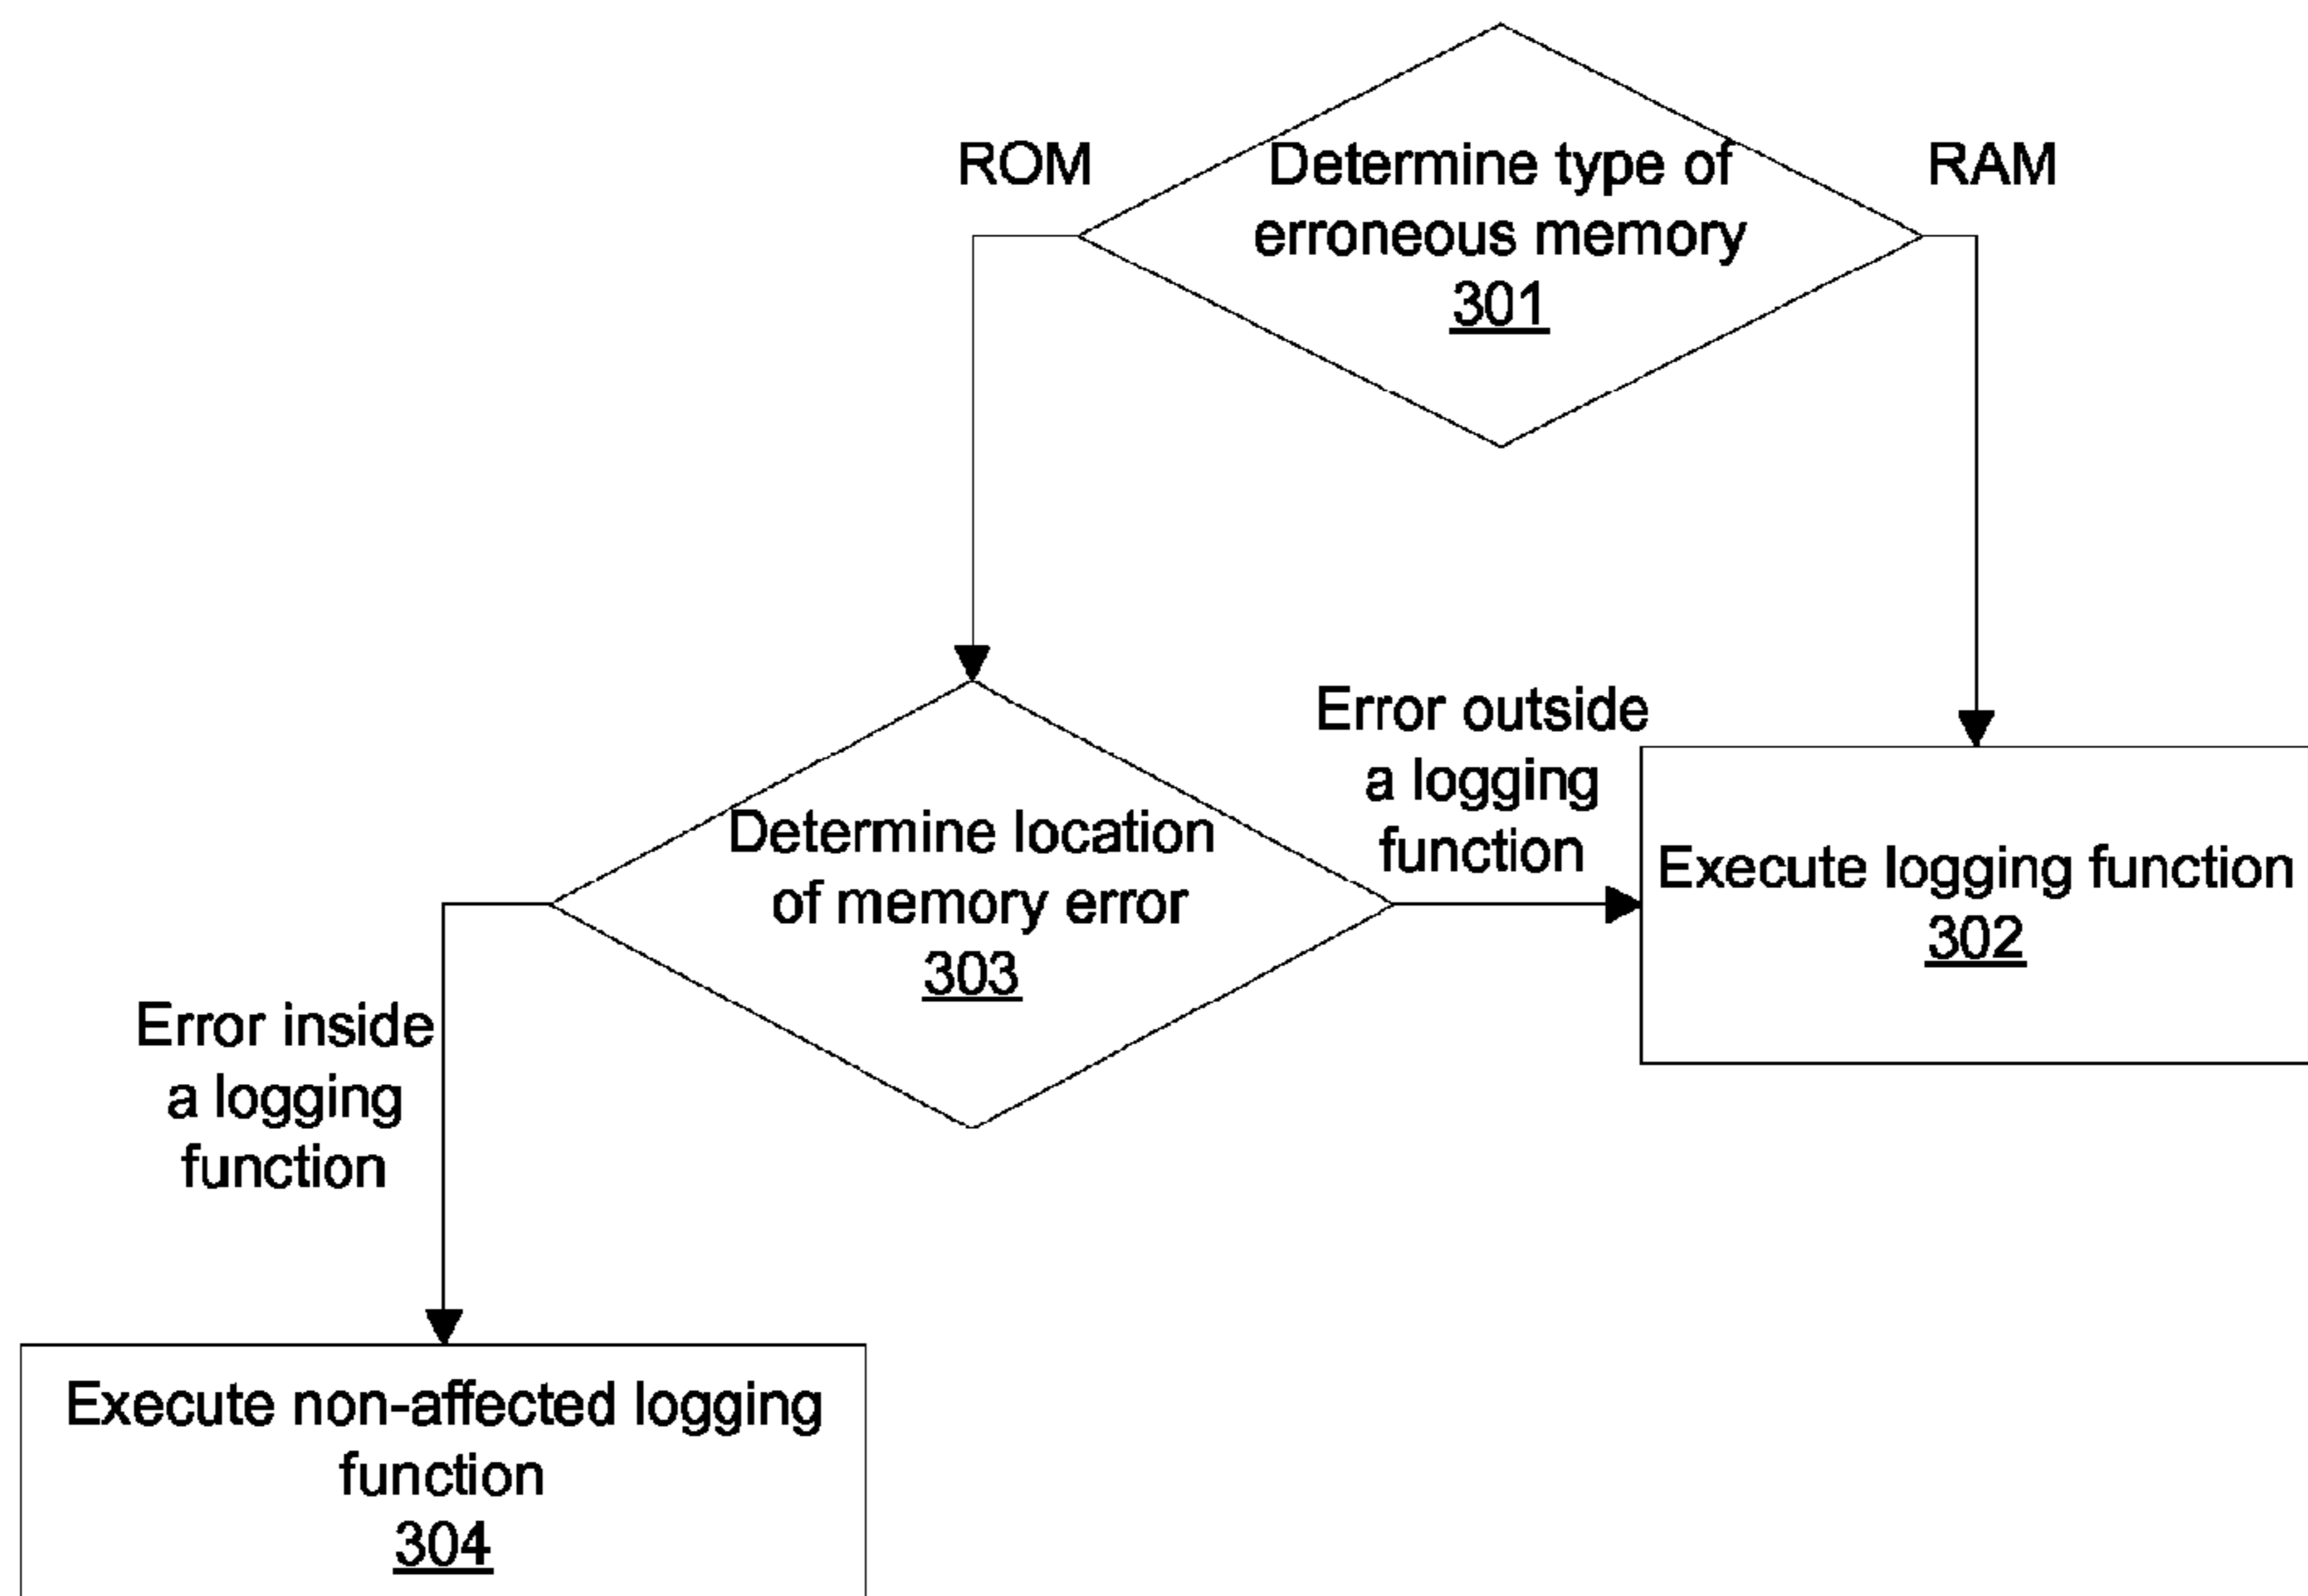 ROM
Determine type of
erroneous memory
301
RAM
Error outside
a logging
function
Determine location
of memory error
303
Execute logging function
302
Error inside
a logging
function
Execute non-affected logging
function
304